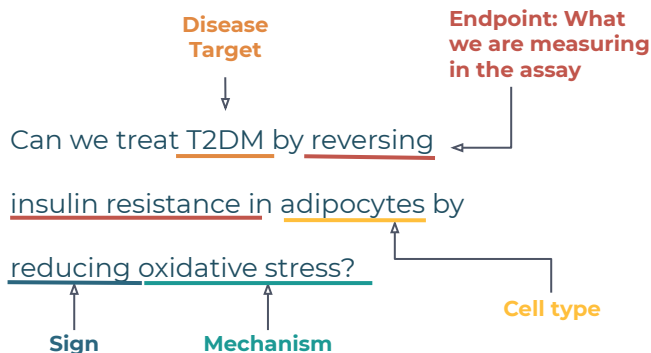 Disease
Target
Endpoint: What
we are measuring
in the assay
Can we treat T2DM by reversing
insulin resistance in adipocytes by
reducing oxidative stress?
Cell type
Sign
Mechanism